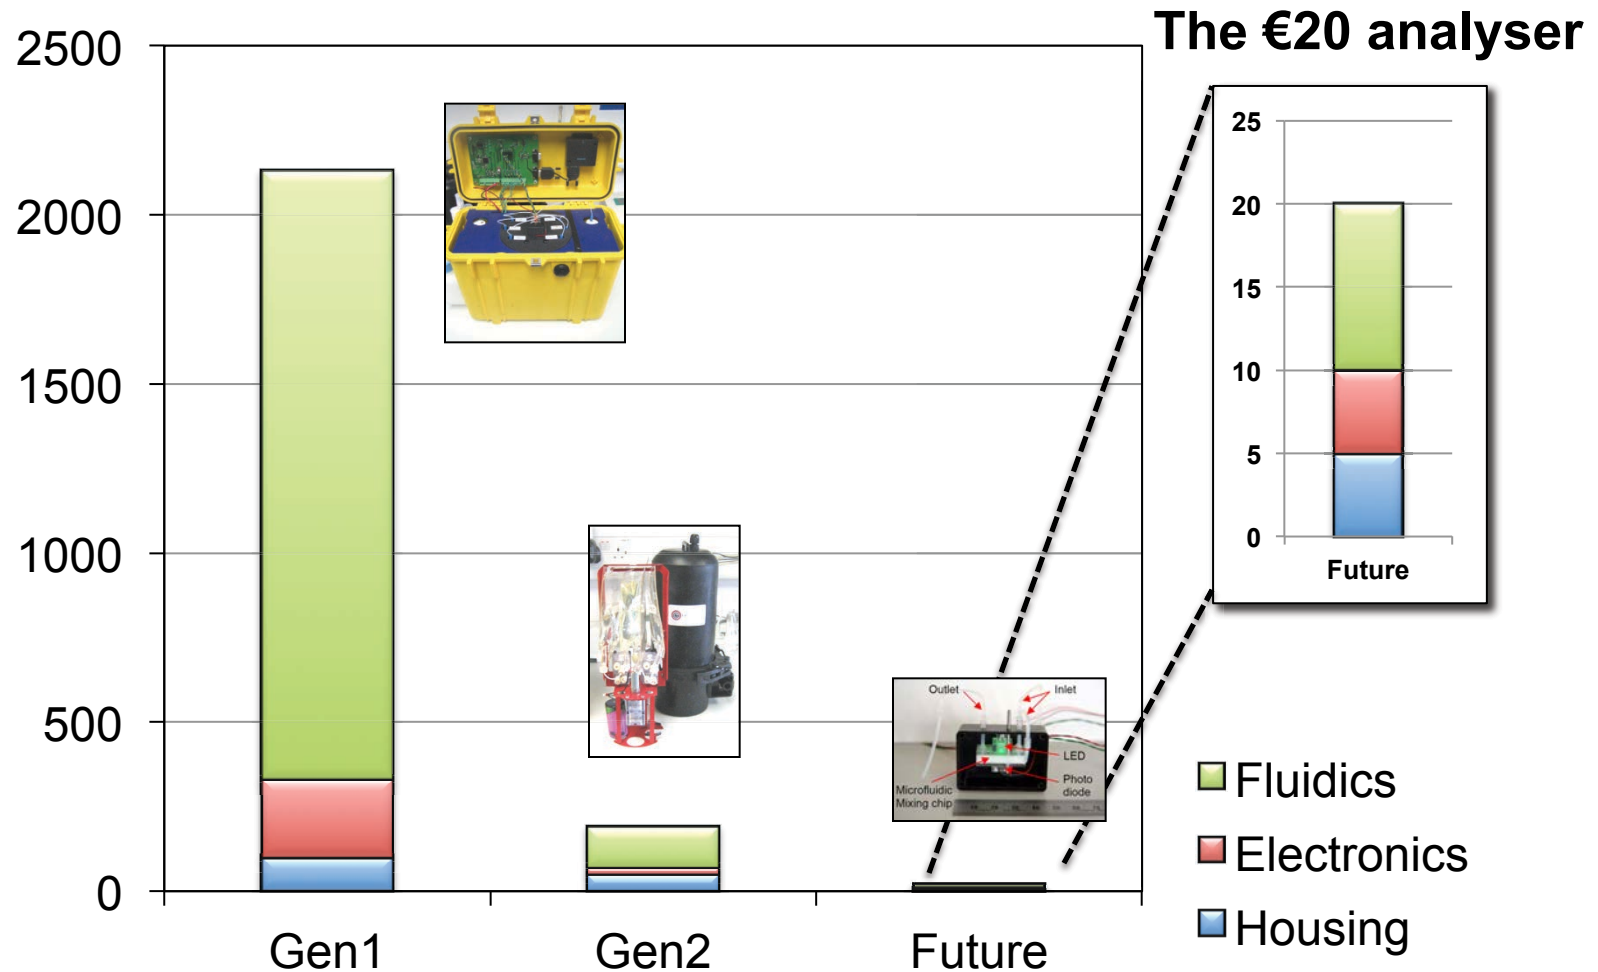 The €20 analyser
2500
2000
1500
1000
500
0
Gen1
Gen2
Future
25
20
15
10
5
0
Future
Outlet
Inlet
LED
Photo
diode
Microfluidic
Mixing chip
Fluidics
Electronics
Housing